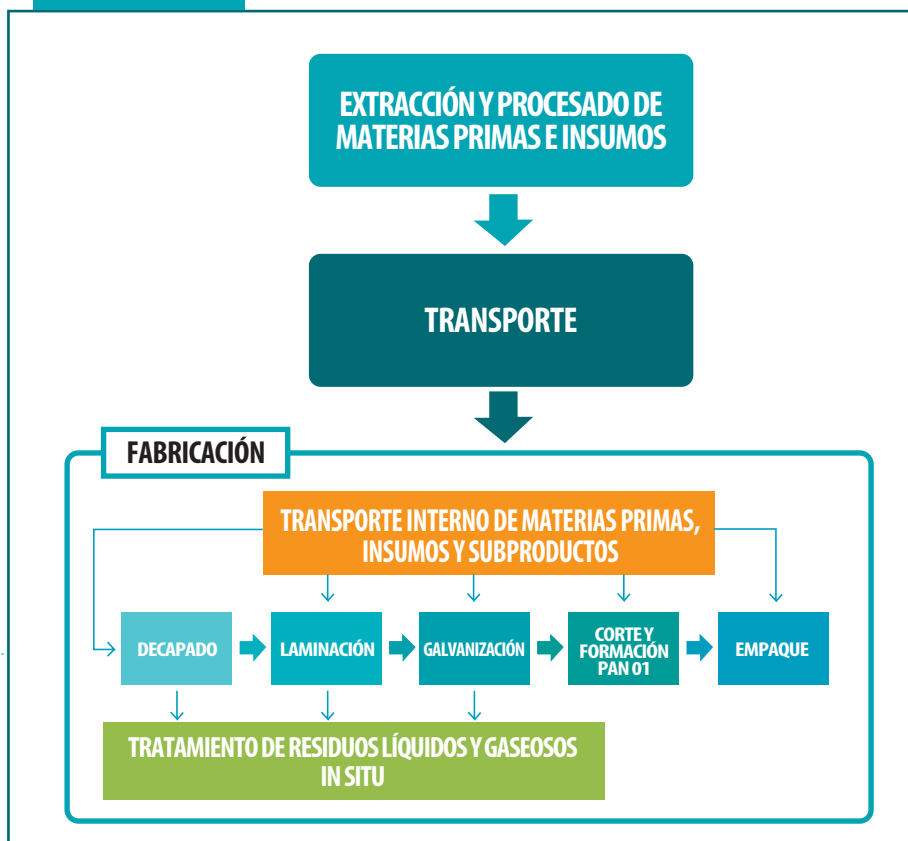 EXTRACCIÓN Y PROCESADO DE
MATERIAS PRIMAS E INSUMOS
TRANSPORTE
FABRICACIÓN
TRANSPORTE INTERNO DE MATERIAS PRIMAS,
INSUMOS Y SUBPRODUCTOS
DECAPADO
LAMINACIÓN
GALVANIZACIÓN
CORTE Y
FORMACIÓN
PAN 01
EMPAQUE
TRATAMIENTO DE RESIDUOS LÍQUIDOS Y GASEOSOS
IN SITU